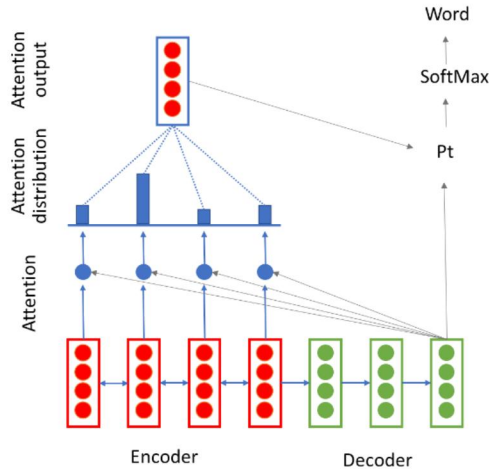 Word
SoftMax
Pt
Attention
output
Attention
distribution
Attention
Encoder
Decoder